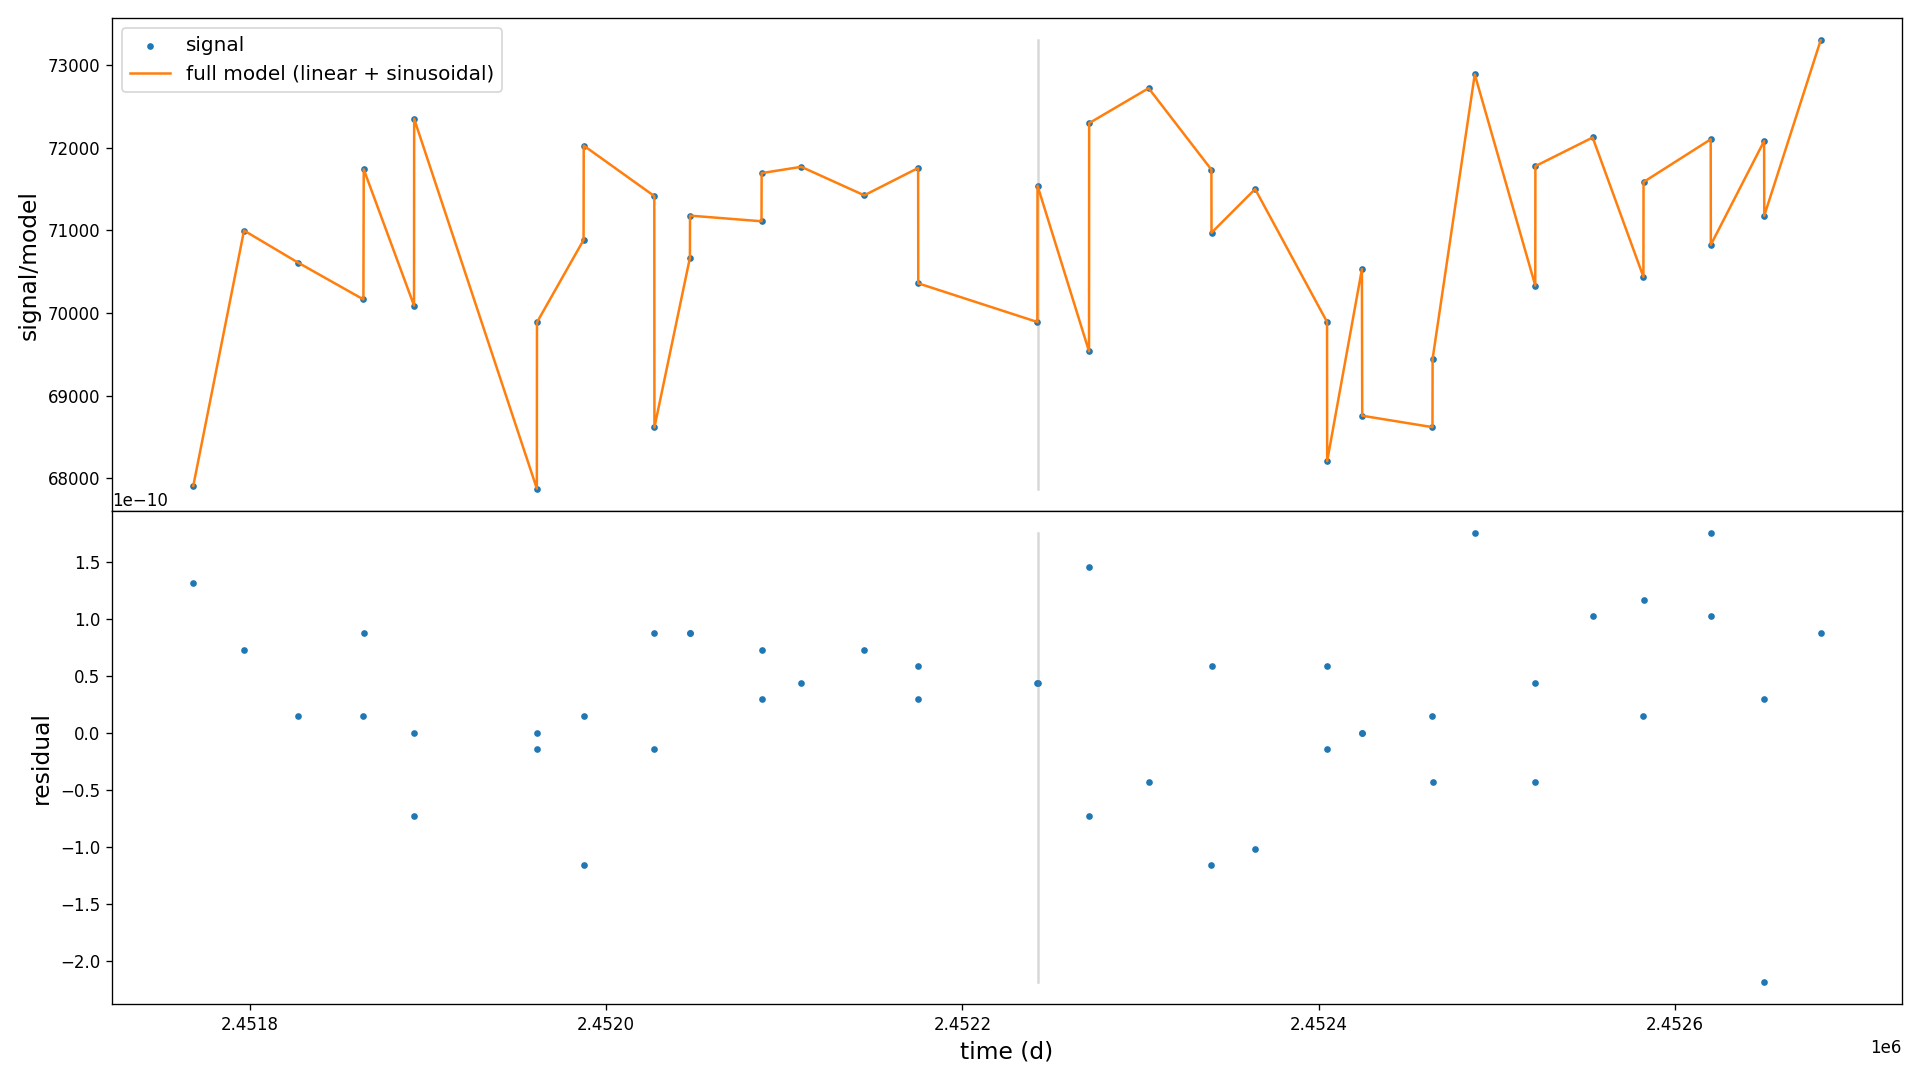 signal
full model (linear + sinusoidal)
73000
72000
71000
70000
69000
68000
signal/model
1e−10
1.5
1.0
0.5
0.0
−0.5
−1.0
−1.5
−2.0
residual
2.4518 2.4520 2.4522 2.4524 2.4526
1e6
time (d)